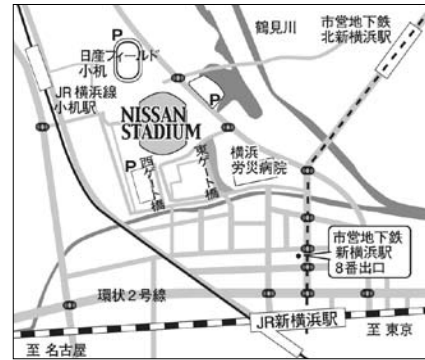 鶴見川
市営地下鉄
北新横浜駅
P
日産フィールド
小机
JR横浜線
小机駅
P
NISSAN
STADIUM
P
西ゲート橋
東ゲート橋
横浜
労災病院
市営地下鉄
新横浜駅
8番出口
環状2号線
JR新横浜駅
至 名古屋
至 東京